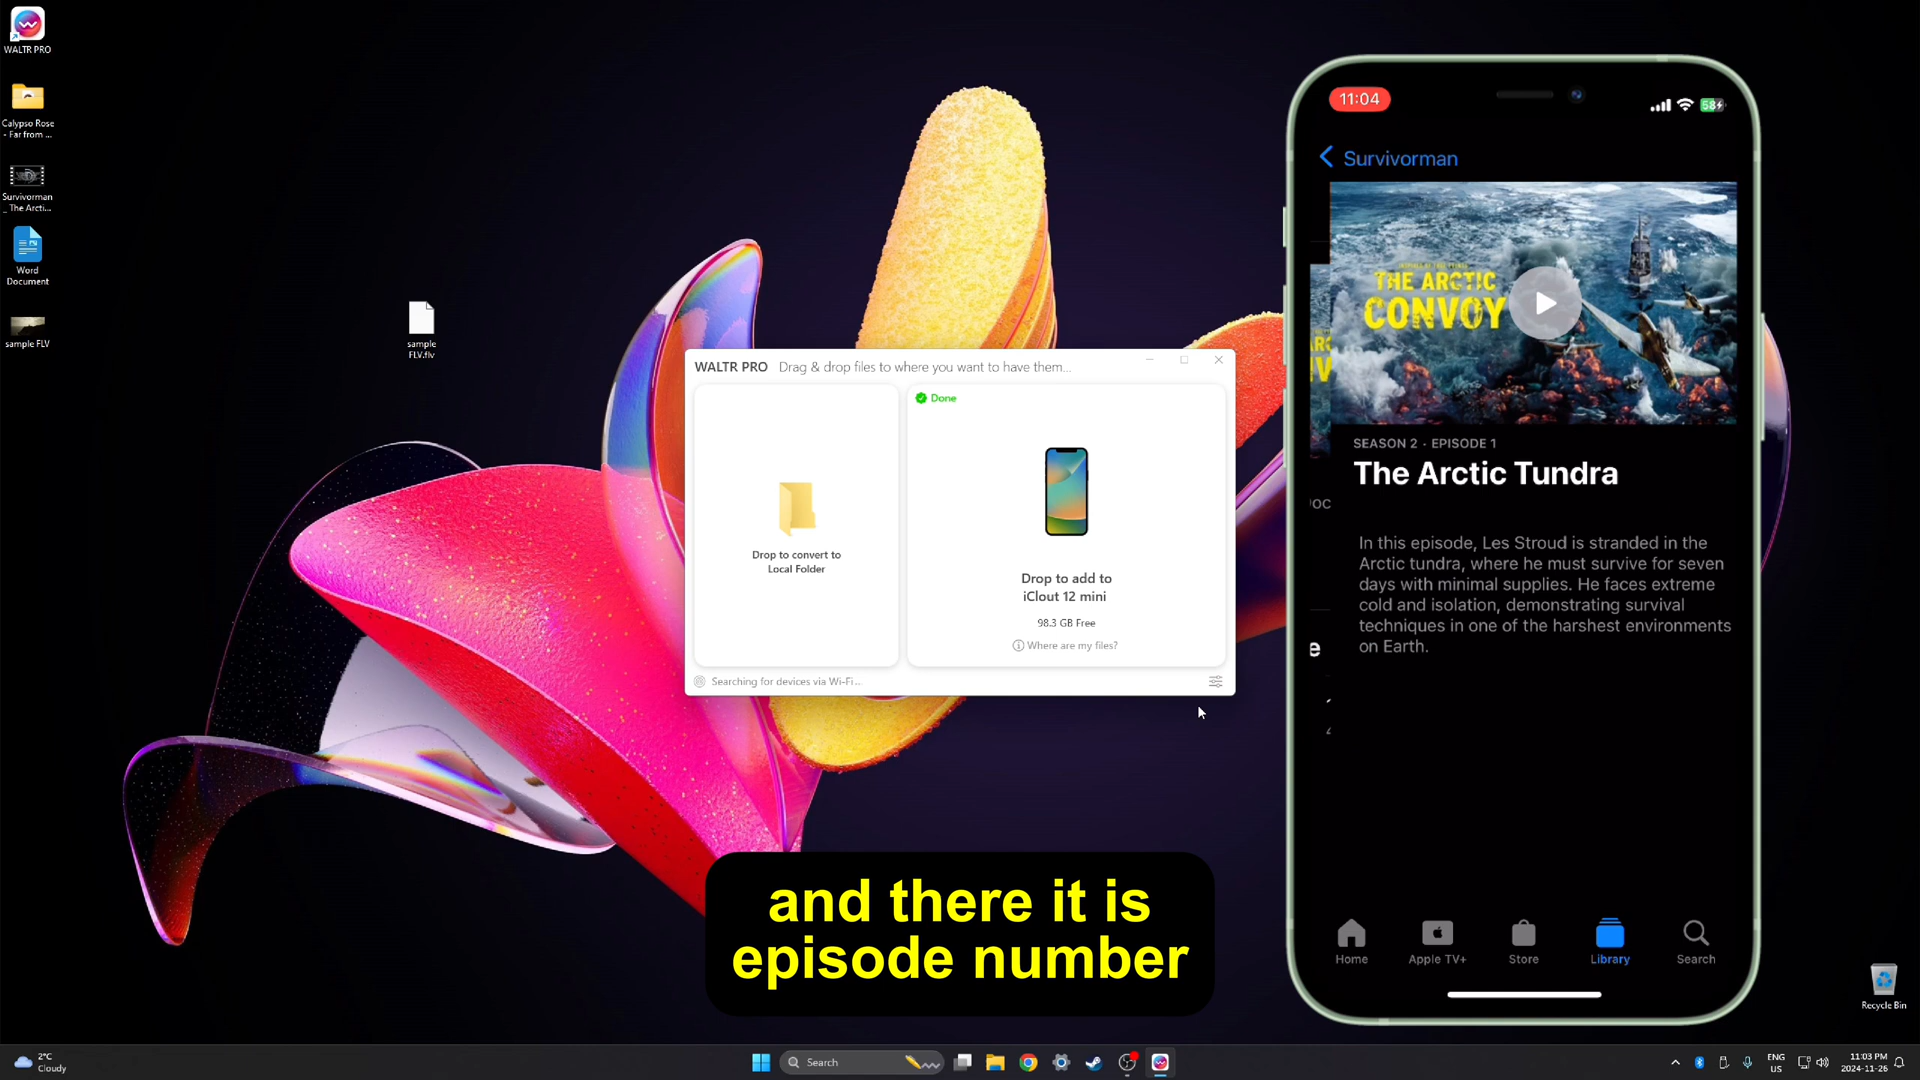 WALTR PRO
Calypso Rose
- Far from ...
Survivorman
_ The Arcti...
Word
Document
sample FLV
sample
FLV.flv
WALTR PRO Drag & drop files to where you want to have them...
Drop to convert to
Local Folder
Done
Drop to add to
iClout 12 mini
98.3 GB Free
Where are my files?
Searching for devices via Wi-Fi...
11:04
58
Survivorman
THE ARCTIC
CONVOY
SEASON 2 · EPISODE 1
The Arctic Tundra
In this episode, Les Stroud is stranded in the
Arctic tundra, where he must survive for seven
days with minimal supplies. He faces extreme
cold and isolation, demonstrating survival
techniques in one of the harshest environments
on Earth.
Home
Apple TV+
Store
Library
Search
and there it is
episode number
Recycle Bin
2°C
Cloudy
Search
ENG
US
11:03 PM
2024-11-26